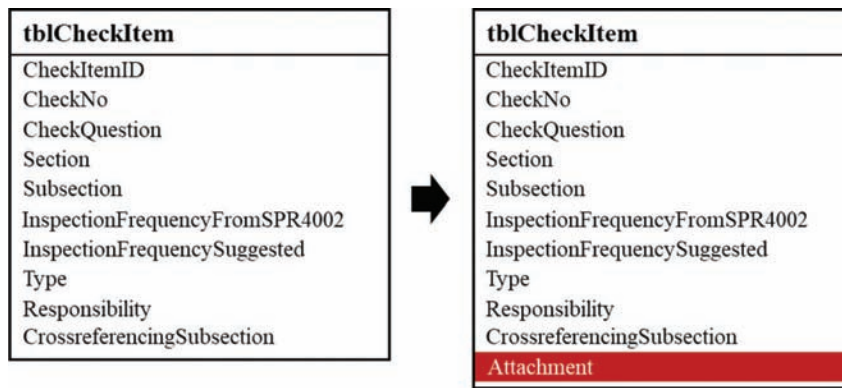 tblCheckItem
CheckItemID
CheckNo
CheckQuestion
Section
Subsection
InspectionFrequencyFromSPR4002
InspectionFrequencySuggested
Type
Responsibility
CrossreferencingSubsection
tblCheckItem
CheckItemID
CheckNo
CheckQuestion
Section
Subsection
InspectionFrequencyFromSPR4002
InspectionFrequencySuggested
Type
Responsibility
CrossreferencingSubsection
Attachment